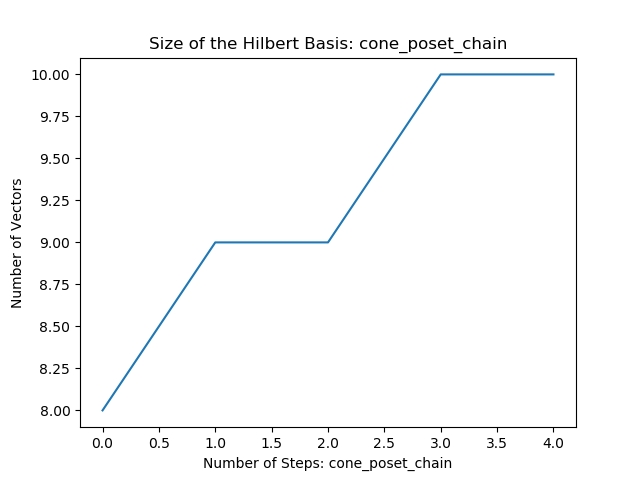 Size of the Hilbert Basis: cone_poset_chain
10.00
9.75
9.50
9.25
9.00
8.75
8.50
8.25
8.00
Number of Vectors
0.0 0.5 1.0 1.5 2.0 2.5 3.0 3.5 4.0
Number of Steps: cone_poset_chain